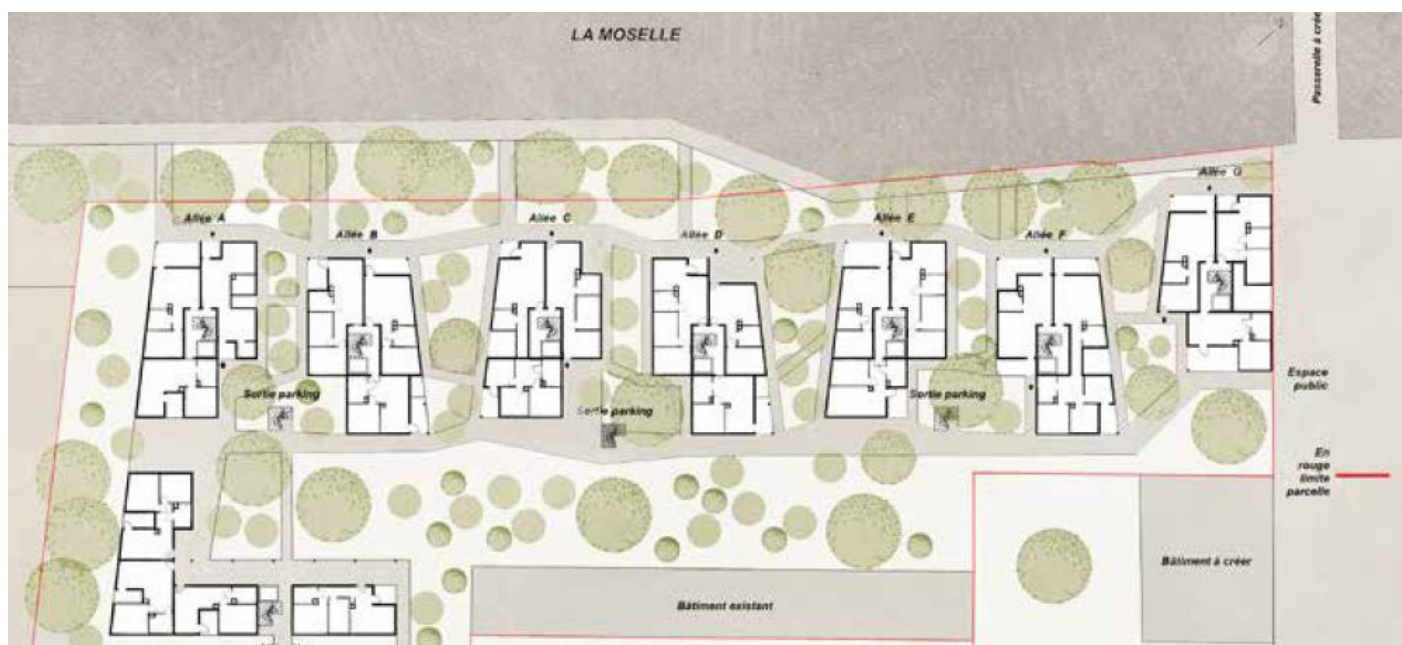 LA MOSELLE
Passerelle à crée
Allée G
Allée A
Allée C
Allée E
Allée B
Allée D
Allée F
Espace
public
Sortie parking
Sortie parking
Sortie parking
En
rouge
limite
parcelle
Bâtiment à créer
Bâtiment existant